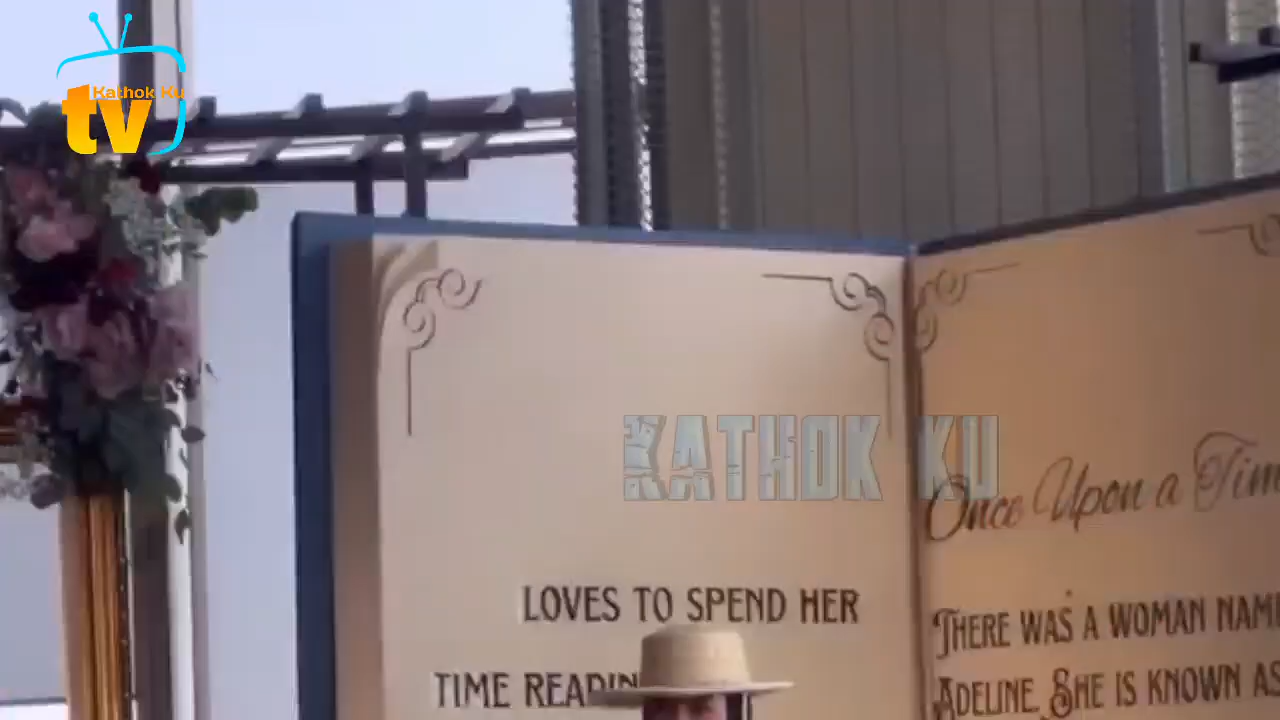 Kathok Ku
tv
KATHOK KU
LOVES TO SPEND HER
TIME
Once Upon a
THERE WAS A WOMAN
ADELINE. SHE IS KNOWN AS